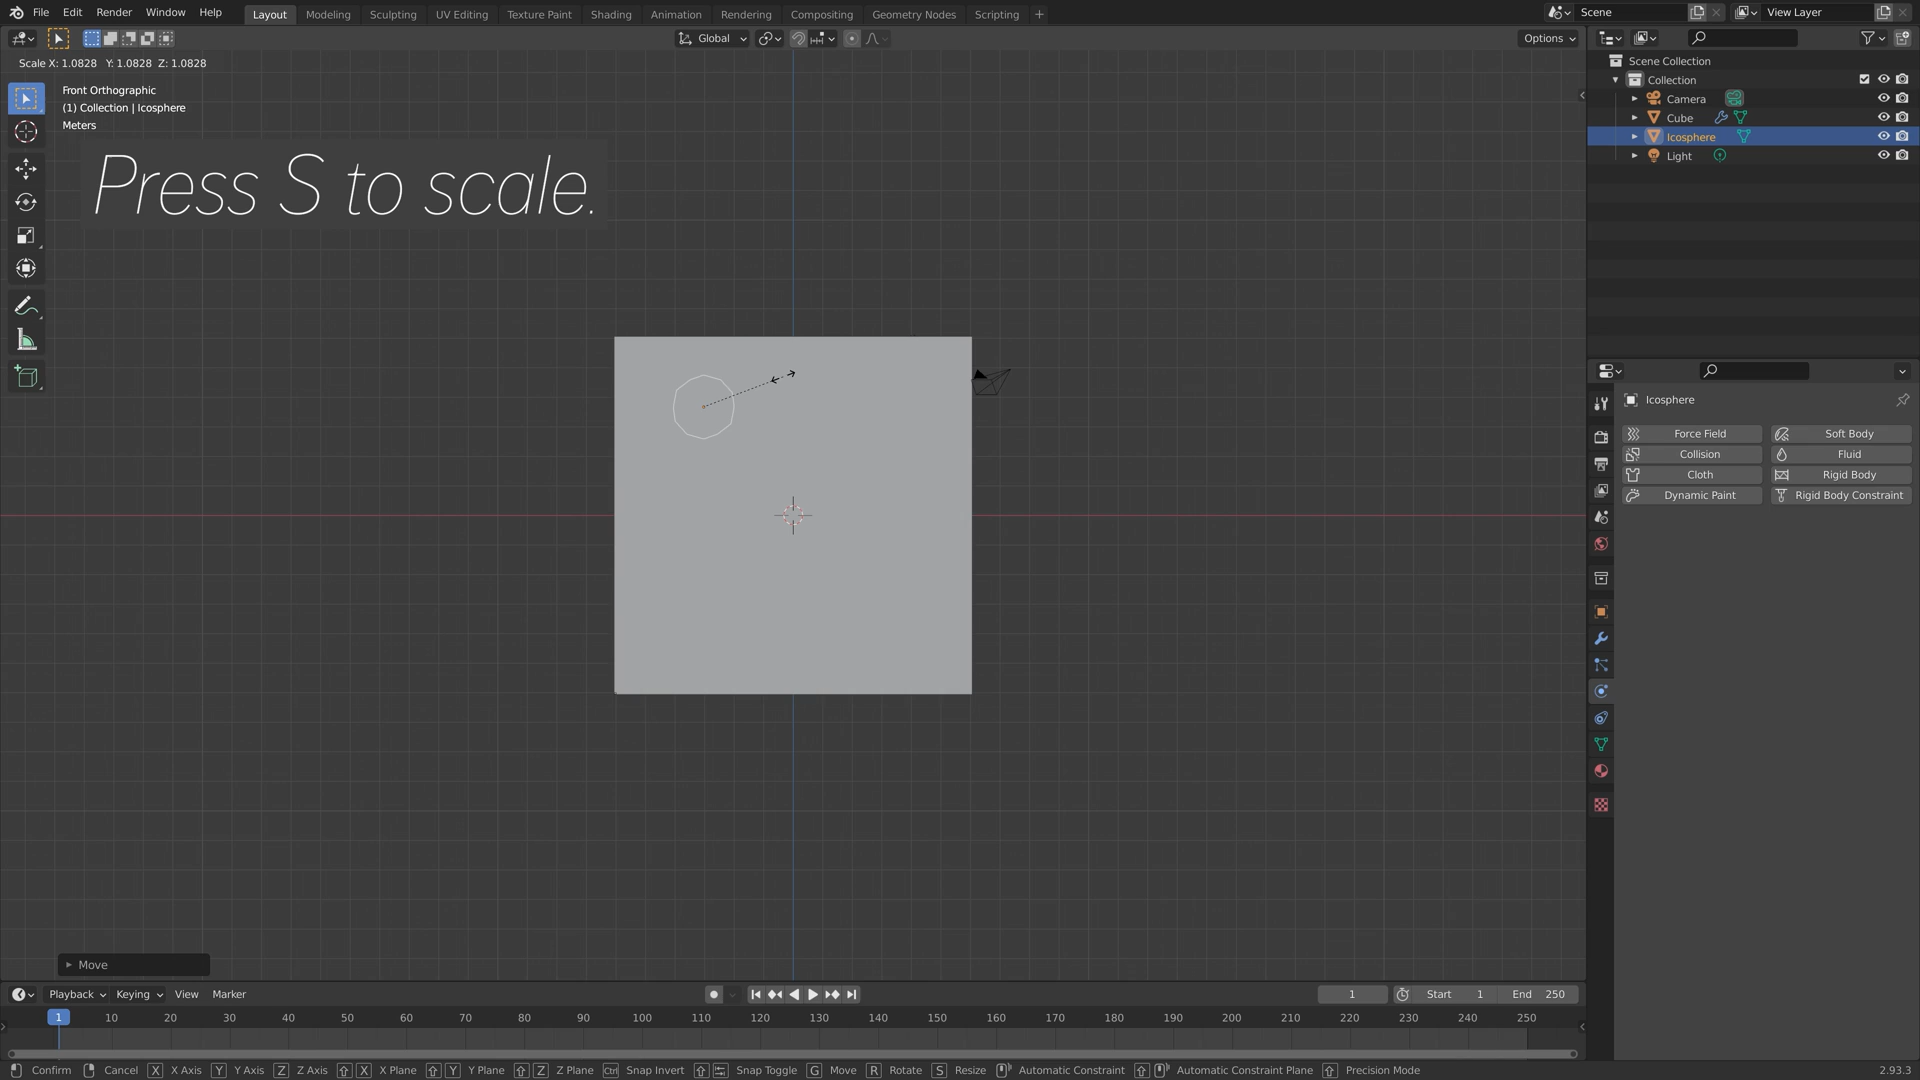 File Edit Render Window Help Layout Modeling Sculpting UV Editing Texture Paint Shading Animation Rendering Compositing Geometry Nodes Scripting + Scene View Layer
Global Options
Scale X: 1.0828 Y: 1.0828 Z: 1.0828
Front Orthographic
(1) Collection | Icosphere
Meters
Press S to scale.
Scene Collection
Collection
Camera
Cube
Icosphere
Light
Icosphere
Force Field Soft Body
Collision Fluid
Cloth Rigid Body
Dynamic Paint Rigid Body Constraint
Move
Playback Keying View Marker 1 Start 1 End 250
1 10 20 30 40 50 60 70 80 90 100 110 120 130 140 150 160 170 180 190 200 210 220 230 240 250
Confirm Cancel X X Axis Y Y Axis Z Z Axis X X Plane Y Y Plane Z Z Plane Ctrl Snap Invert Snap Toggle G Move R Rotate S Resize Automatic Constraint Automatic Constraint Plane Precision Mode 2.93.3